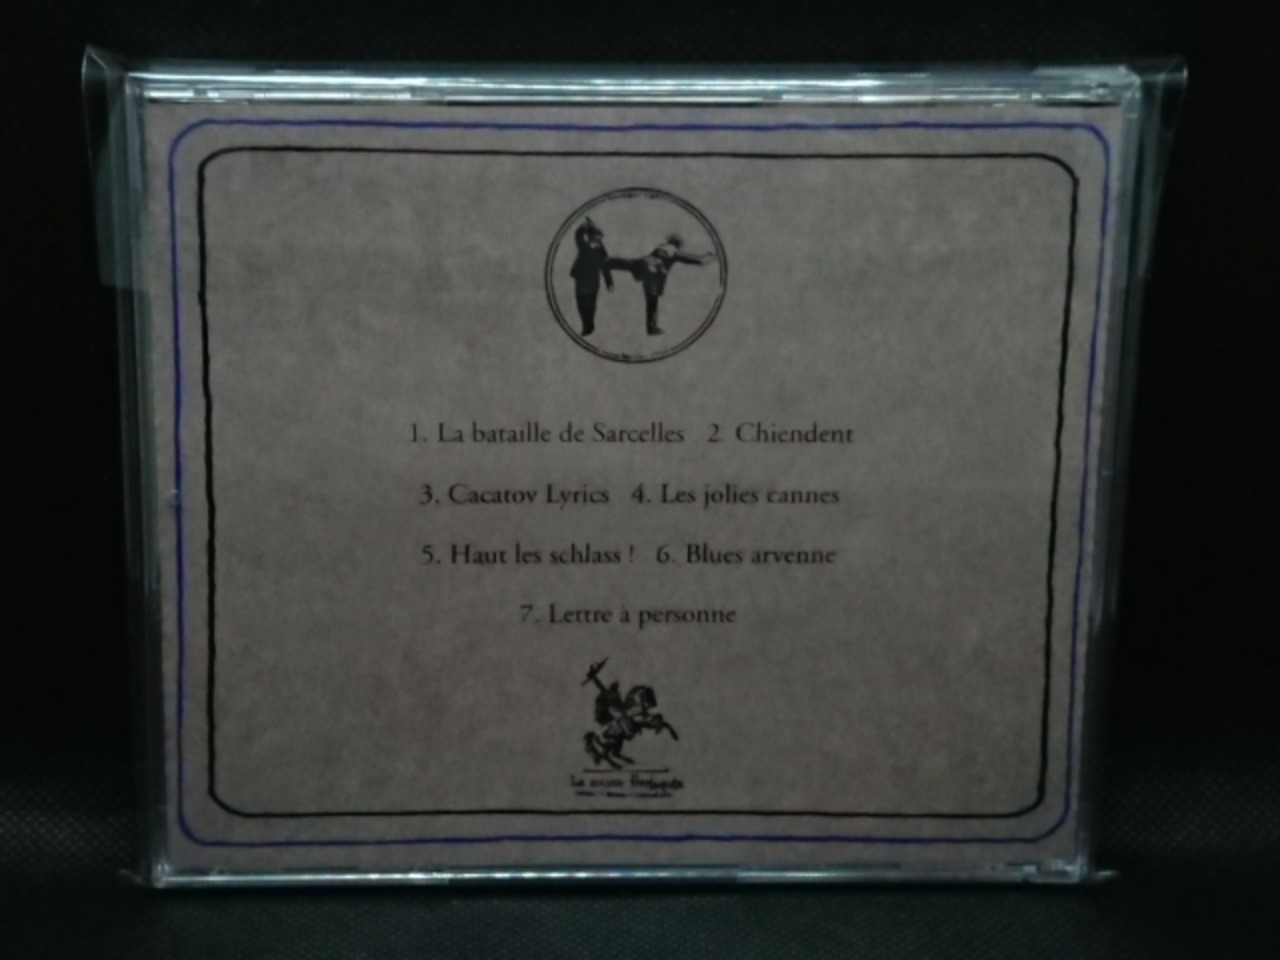 1. La bataille de Sarcelles 2. Chiendent
3. Cacatov Lyrics 4. Les jolies cannes
5. Haut les schlass ! 6. Blues arvenne
7. Lettre à personne